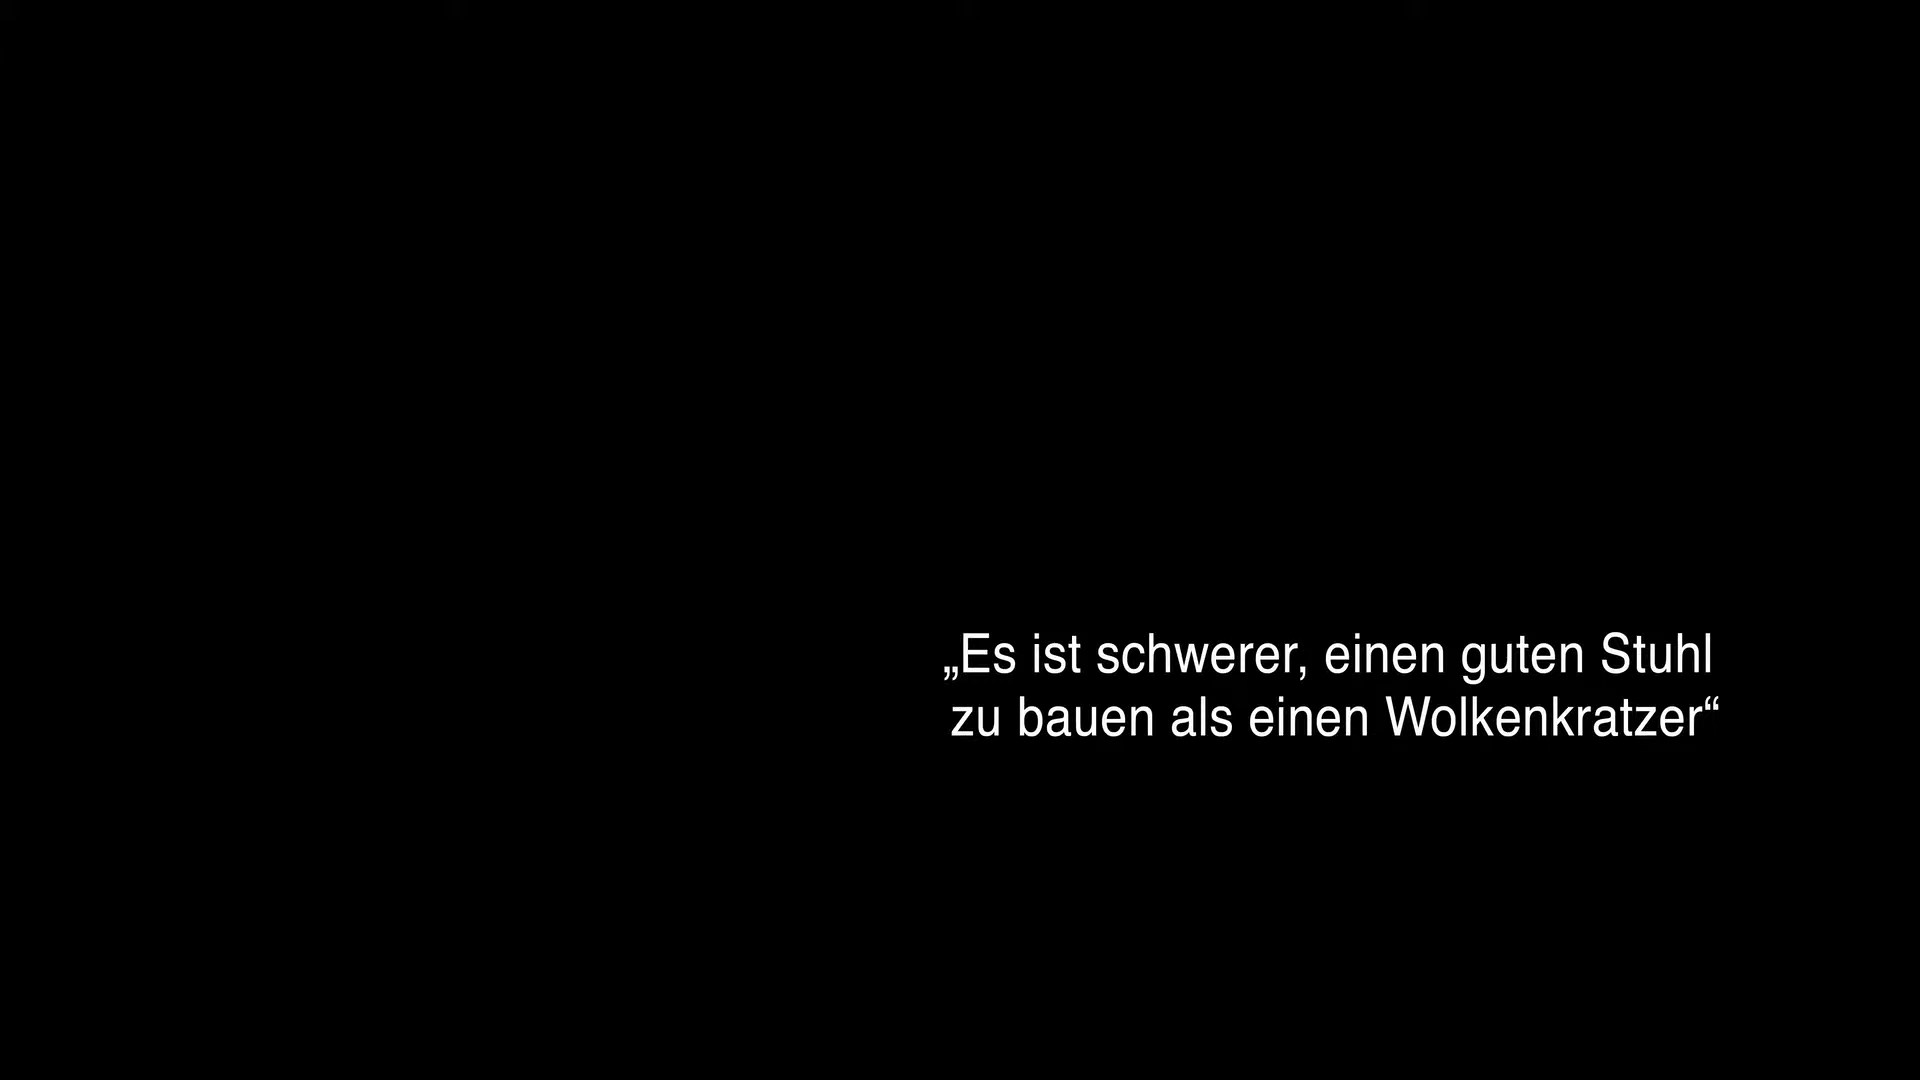 „Es ist schwerer, einen guten Stuhl
zu bauen als einen Wolkenkratzer“